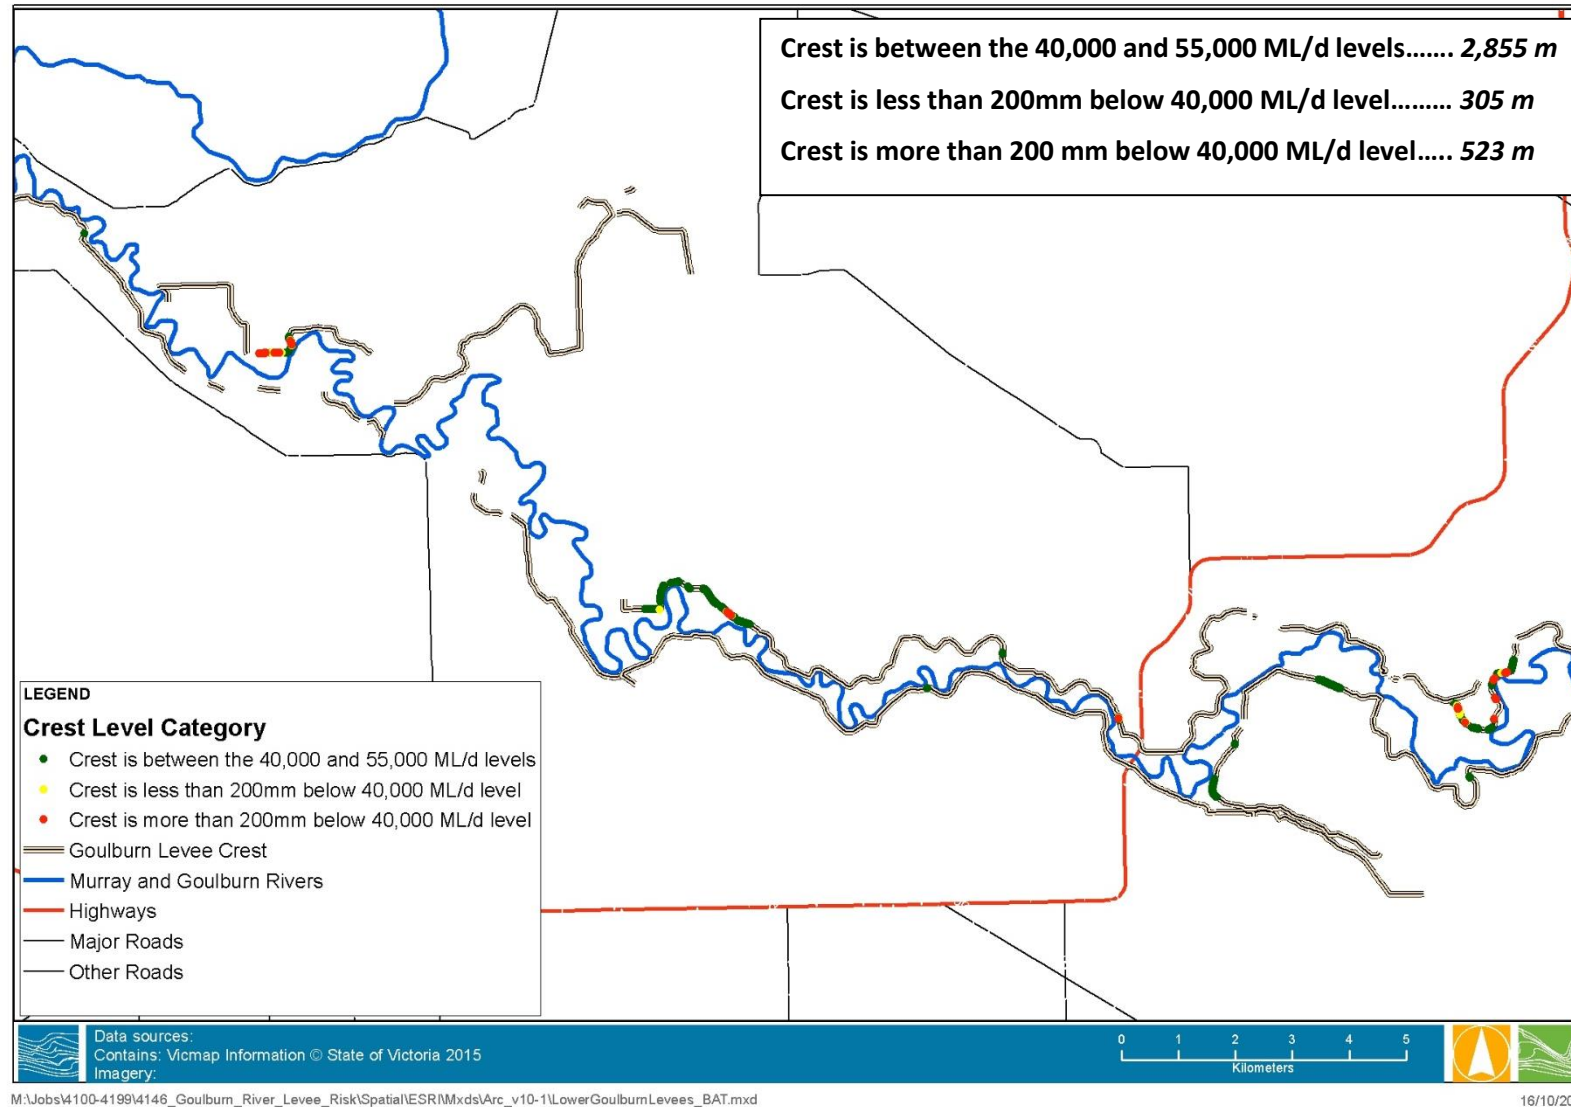 Crest is between the 40,000 and 55,000 ML/d levels....... 2,855 m
Crest is less than 200mm below 40,000 ML/d level......... 305 m
Crest is more than 200 mm below 40,000 ML/d level..... 523 m
LEGEND
Crest Level Category
Crest is between the 40,000 and 55,000 ML/d levels
Crest is less than 200mm below 40,000 ML/d level
Crest is more than 200mm below 40,000 ML/d level
Goulburn Levee Crest
Murray and Goulburn Rivers
Highways
Major Roads
Other Roads
Data sources:
Contains: Vicmap Information © State of Victoria 2015
Imagery:
0 1 2 3 4 5
Kilometers
M:\Jobs\4100-4199\4146_Goulburn_River_Levee_Risk\Spatial\ESRI\Mxds\Arc_v10-1\LowerGoulburnLevees_BAT.mxd
16/10/20